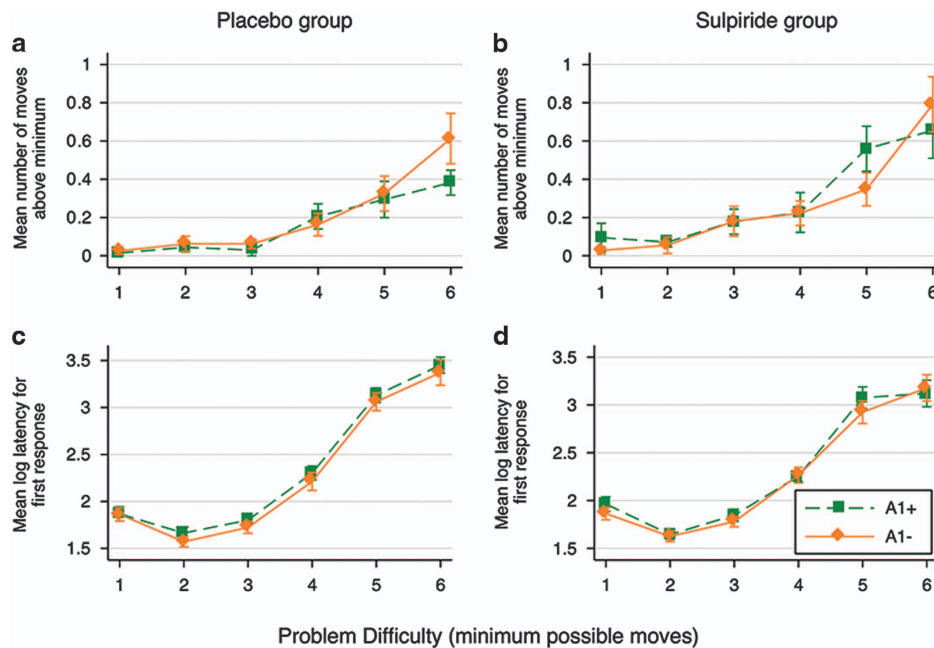 Placebo group
Sulpiride group
a
b
Mean number of moves
above minimum
1
0.8
0.6
0.4
0.2
0
1 2 3 4 5 6
Mean number of moves
above minimum
1
0.8
0.6
0.4
0.2
0
1 2 3 4 5 6
c
d
Mean log latency for
first response
3.5
3
2.5
2
1.5
1 2 3 4 5 6
Mean log latency for
first response
3.5
3
2.5
2
1.5
1 2 3 4 5 6
A1+
A1-
Problem Difficulty (minimum possible moves)